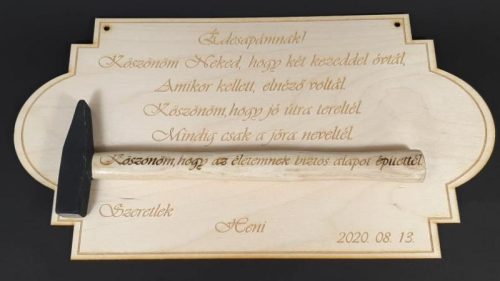 Édesapámnak!
Köszönöm Neked, hogy két kezeddel óvtál,
Amikor kellett, elnéző voltál.
Köszönöm, hogy jó útra tereltél.
Mindig csak a jóra neveltél.
Köszönöm, hogy az életemnek biztos alapot építettél.
Szeretlek
Heni
2020. 08. 13.